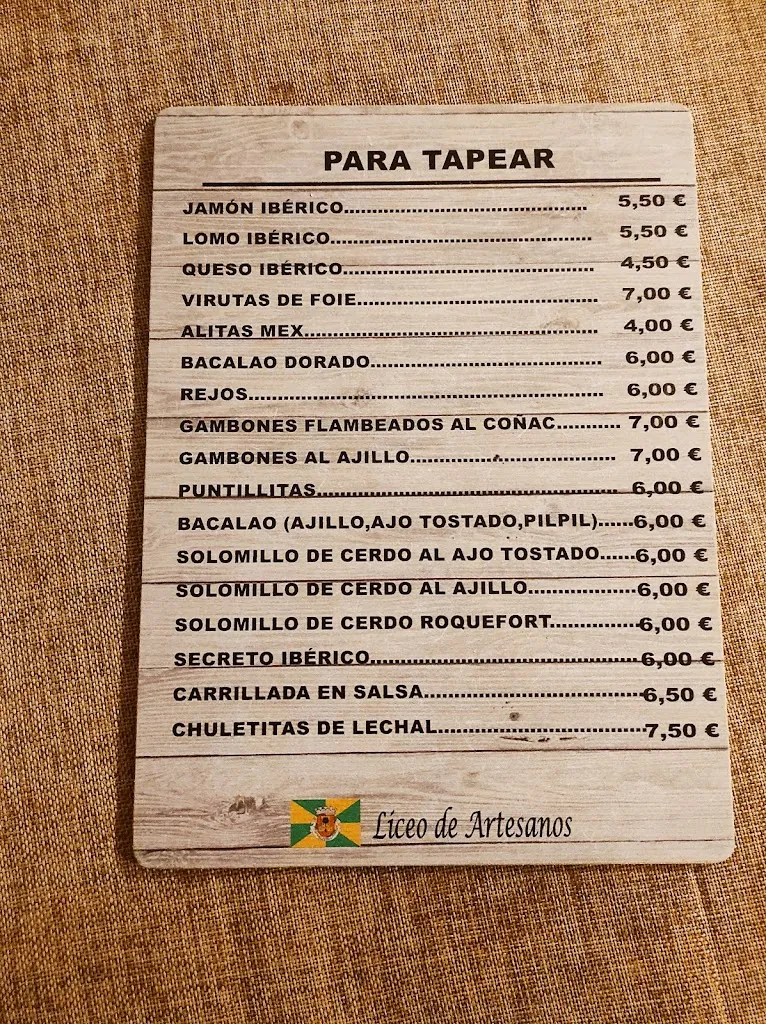 PARA TAPEAR
JAMÓN IBÉRICO...................................................... 5,50 €
LOMO IBÉRICO.......................................................... 5,50 €
QUESO IBÉRICO....................................................... 4,50 €
VIRUTAS DE FOIE..................................................... 7,00 €
ALITAS MEX................................................................ 4,00 €
BACALAO DORADO.................................................. 6,00 €
REJOS............................................................................. 6,00 €
GAMBONES FLAMBEADOS AL COÑAC........... 7,00 €
GAMBONES AL AJILLO............................................ 7,00 €
PUNTILLITAS................................................................ 6,00 €
BACALAO (AJILLO,AJO TOSTADO,PILPIL)......6,00 €
SOLOMILLO DE CERDO AL AJO TOSTADO......6,00 €
SOLOMILLO DE CERDO AL AJILLO.......................6,00 €
SOLOMILLO DE CERDO ROQUEFORT..................6,00 €
SECRETO IBÉRICO........................................................6,00 €
CARRILLADA EN SALSA..............................................6,50 €
CHULETITAS DE LECHAL............................................7,50 €
Liceo de Artesanos